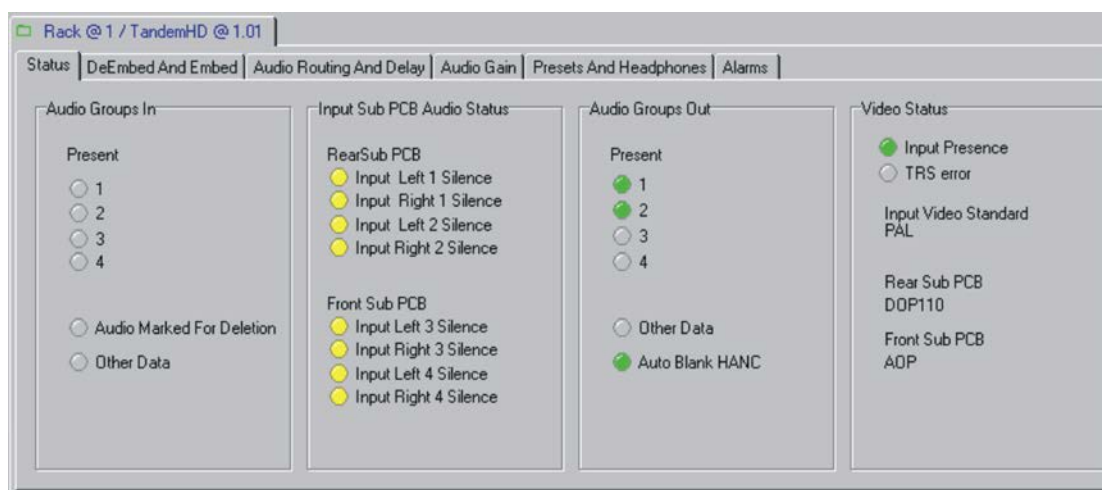 Rack @ 1 / TandemHD @ 1.01
Status DeEmbed And Embed Audio Routing And Delay Audio Gain Presets And Headphones Alarms
Audio Groups In
Present
1
2
3
4
Audio Marked For Deletion
Other Data
Input Sub PCB Audio Status
RearSub PCB
Input Left 1 Silence
Input Right 1 Silence
Input Left 2 Silence
Input Right 2 Silence
Front Sub PCB
Input Left 3 Silence
Input Right 3 Silence
Input Left 4 Silence
Input Right 4 Silence
Audio Groups Out
Present
1
2
3
4
Other Data
Auto Blank HANC
Video Status
Input Presence
TRS error
Input Video Standard
PAL
Rear Sub PCB
DOP110
Front Sub PCB
AOP